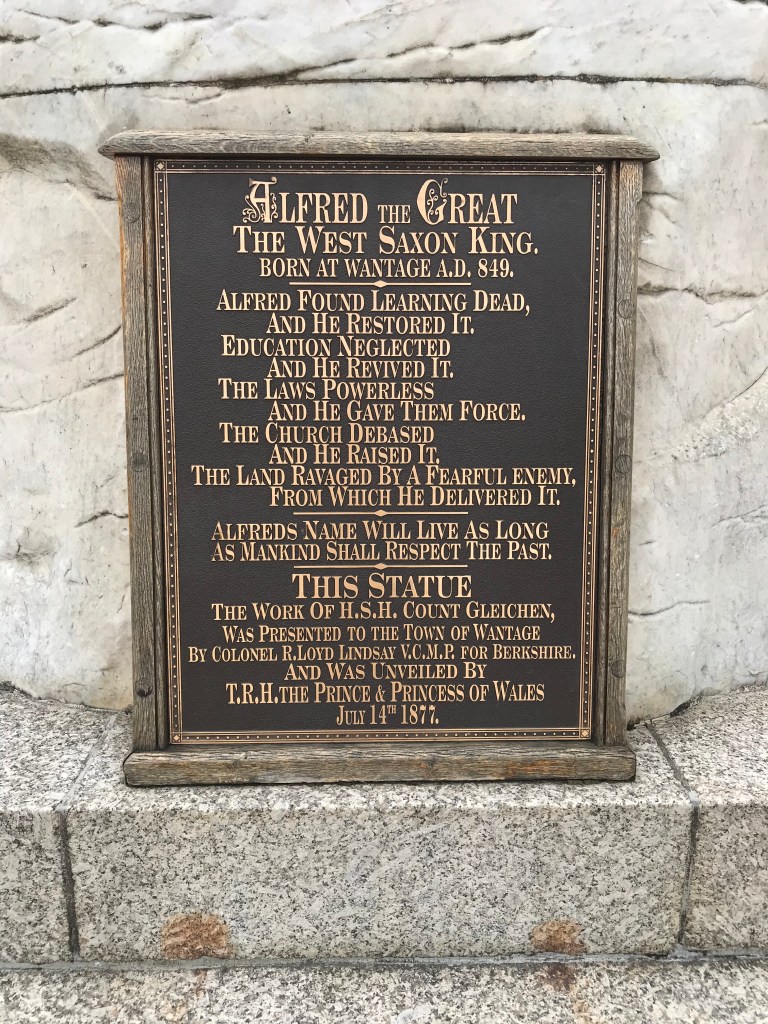 Alfred the Great
The West Saxon King.
Born at Wantage A.D. 849.
Alfred Found Learning Dead,
And He Restored It.
Education Neglected
And He Revived It.
The Laws Powerless
And He Gave Them Force.
The Church Debased
And He Raised It.
The Land Ravaged By A Fearful enemy,
From Which He Delivered It.
Alfreds Name Will Live As Long
As Mankind Shall Respect The Past.
This Statue
The Work Of H.S.H. Count Gleichen,
Was Presented to the Town of Wantage
By Colonel R.Loyd Lindsay V.C.M.P. for Berkshire.
And Was Unveiled By
T.R.H.the Prince & Princess of Wales
July 14th 1877.